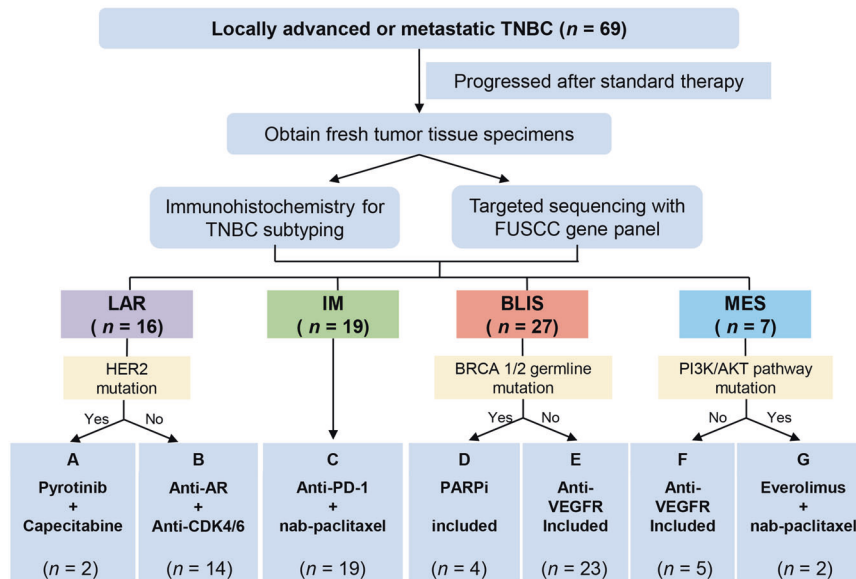 Locally advanced or metastatic TNBC (n = 69)
Progressed after standard therapy
Obtain fresh tumor tissue specimens
Immunohistochemistry for
TNBC subtyping
Targeted sequencing with
FUSCC gene panel
LAR
( n = 16)
IM
( n = 19)
BLIS
( n = 27)
MES
( n = 7)
HER2
mutation
BRCA 1/2 germline
mutation
PI3K/AKT pathway
mutation
Yes
No
Yes
No
No
Yes
A
Pyrotinib
+
Capecitabine
(n = 2)
B
Anti-AR
+
Anti-CDK4/6
(n = 14)
C
Anti-PD-1
+
nab-paclitaxel
(n = 19)
D
PARPi
included
(n = 4)
E
Anti-
VEGFR
Included
(n = 23)
F
Anti-
VEGFR
Included
(n = 5)
G
Everolimus
+
nab-paclitaxel
(n = 2)